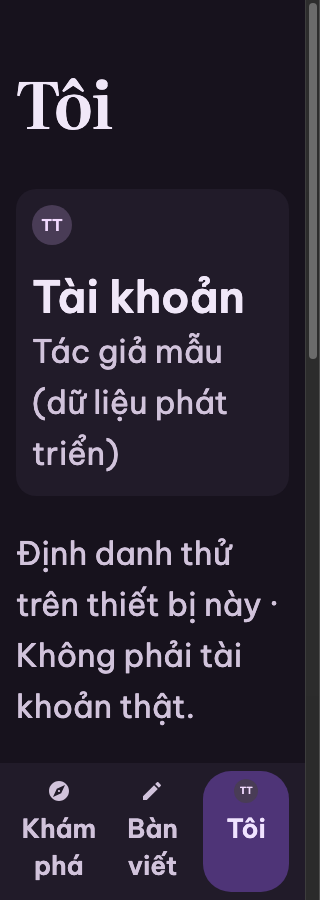 Tôi
TT
Tài khoản
Tác giả mẫu
(dữ liệu phát
triển)
Định danh thử
trên thiết bị này ·
Không phải tài
khoản thật.
TT
Khám
phá
Bàn
viết
Tôi